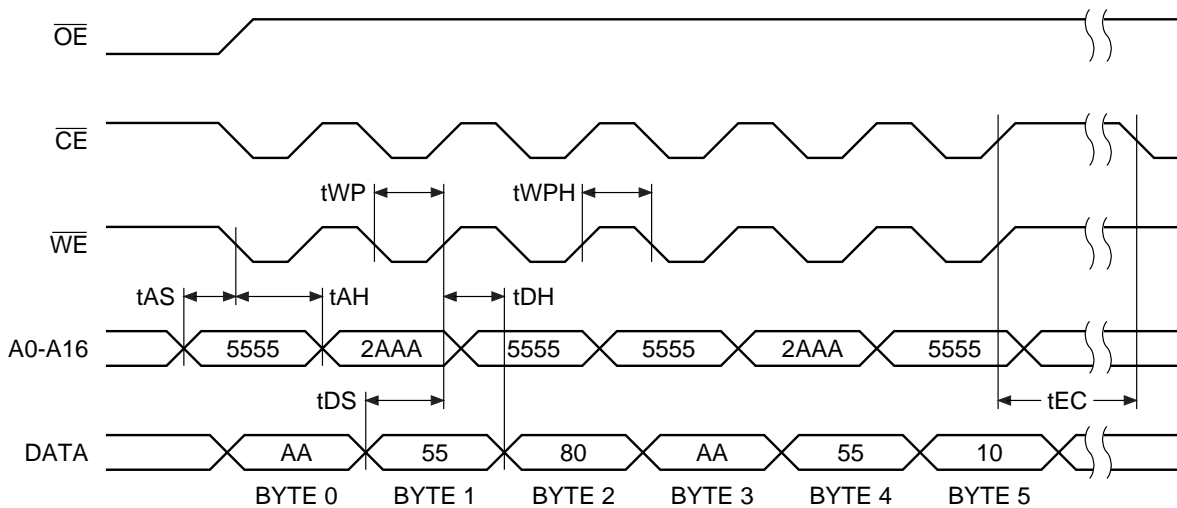 OE
CE
tWP tWPH
WE
tAS tAH tDH
A0-A16 5555 2AAA 5555 5555 2AAA 5555
tDS tEC
DATA AA 55 80 AA 55 10
BYTE 0 BYTE 1 BYTE 2 BYTE 3 BYTE 4 BYTE 5